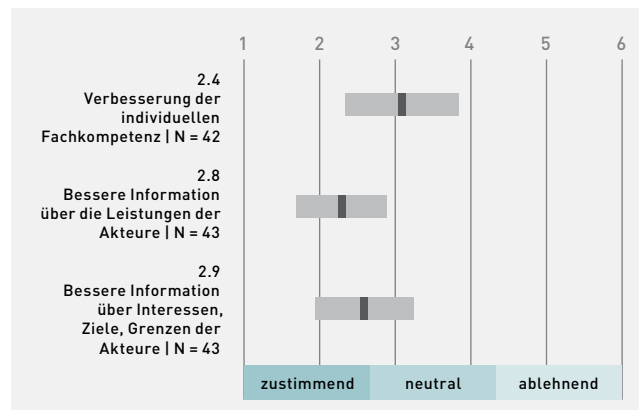 1 2 3 4 5 6
2.4
Verbesserung der
individuellen
Fachkompetenz | N = 42
2.8
Bessere Information
über die Leistungen der
Akteure | N = 43
2.9
Bessere Information
über Interessen,
Ziele, Grenzen der
Akteure | N = 43
zustimmend neutral ablehnend